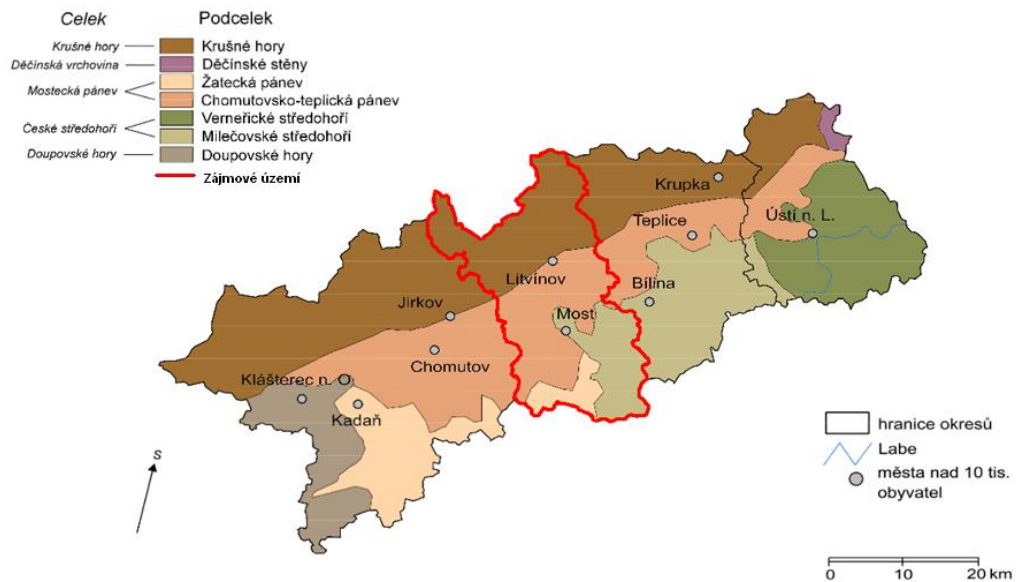 Celek
Podcelek
Krušné hory
Krušné hory
Děčínská vrchovina
Děčínské stěny
Mostecká pánev
Žatecká pánev
Chomutovsko-teplická pánev
České středohoří
Verneřické středohoří
Milečovské středohoří
Doupovské hory
Doupovské hory
Zájmové území
Krupka
Teplice
Ústí n. L.
Litvínov
Bílina
Jirkov
Most
Chomutov
Klášterec n.
Kadaň
S
hranice okresů
Labe
města nad 10 tis.
obyvatel
0 10 20 km